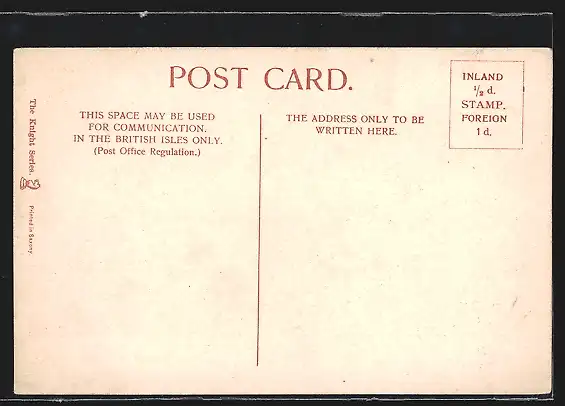 POST CARD.
THIS SPACE MAY BE USED
FOR COMMUNICATION.
IN THE BRITISH ISLES ONLY.
(Post Office Regulation.)
THE ADDRESS ONLY TO BE
WRITTEN HERE.
INLAND
½ d.
STAMP.
FOREIGN
1 d.
The Knight Series.
Printed in Saxony